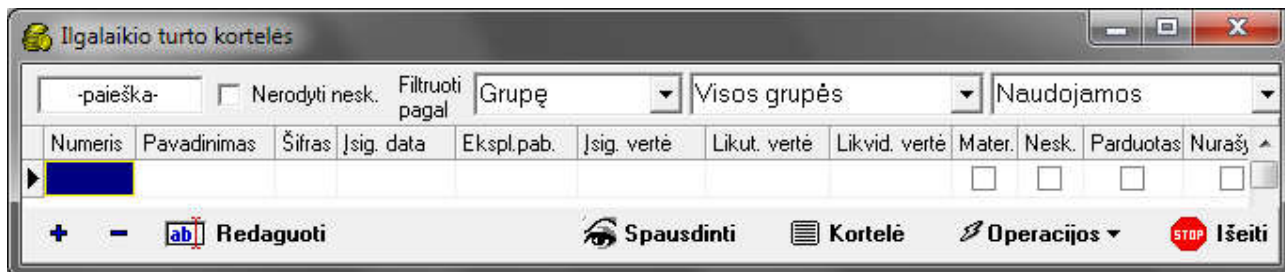 Ilgalaikio turto kortelės
-paieška- Nerodyti nesk. Filtruoti pagal Grupę Visos grupės Naudojamos
Numeris Pavadinimas Šifras Įsig. data Ekspl.pab. Įsig. vertė Likut. vertė Likvid. vertė Mater. Nesk. Parduotas Nurašy
ab Redaguoti Spausdinti Kortelė Operacijos STOP Išeiti